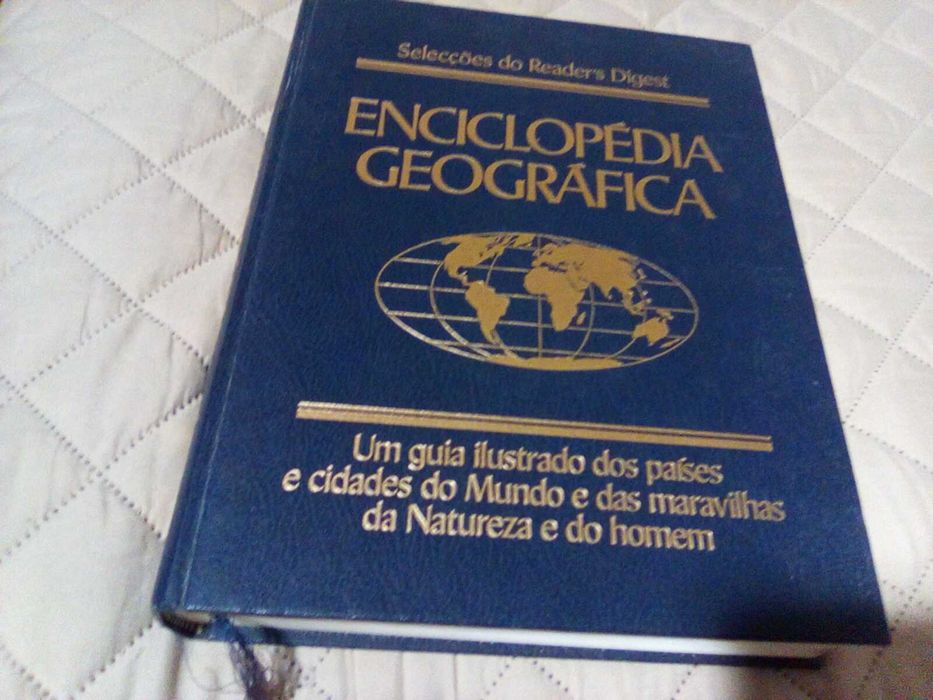 Selecções do Reader's Digest
ENCICLOPÉDIA
GEOGRÁFICA
Um guia ilustrado dos países
e cidades do Mundo e das maravilhas
da Natureza e do homem